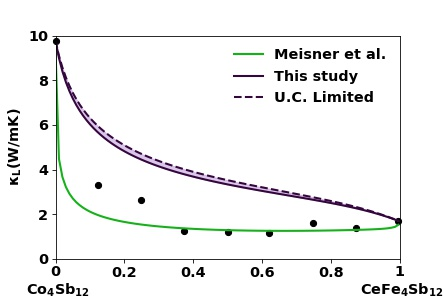 10
8
6
4
2
0
κL(W/mK)
Meisner et al.
This study
U.C. Limited
0 0.2 0.4 0.6 0.8 1
Co4Sb12 CeFe4Sb12